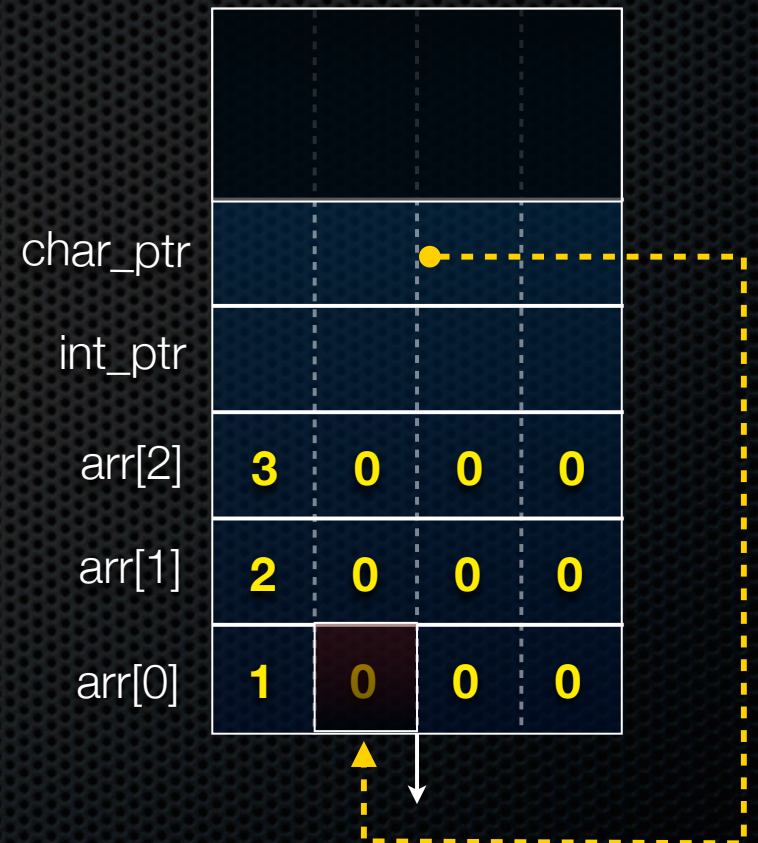 char_ptr
int_ptr
arr[2] 3 0 0 0
arr[1] 2 0 0 0
arr[0] 1 0 0 0